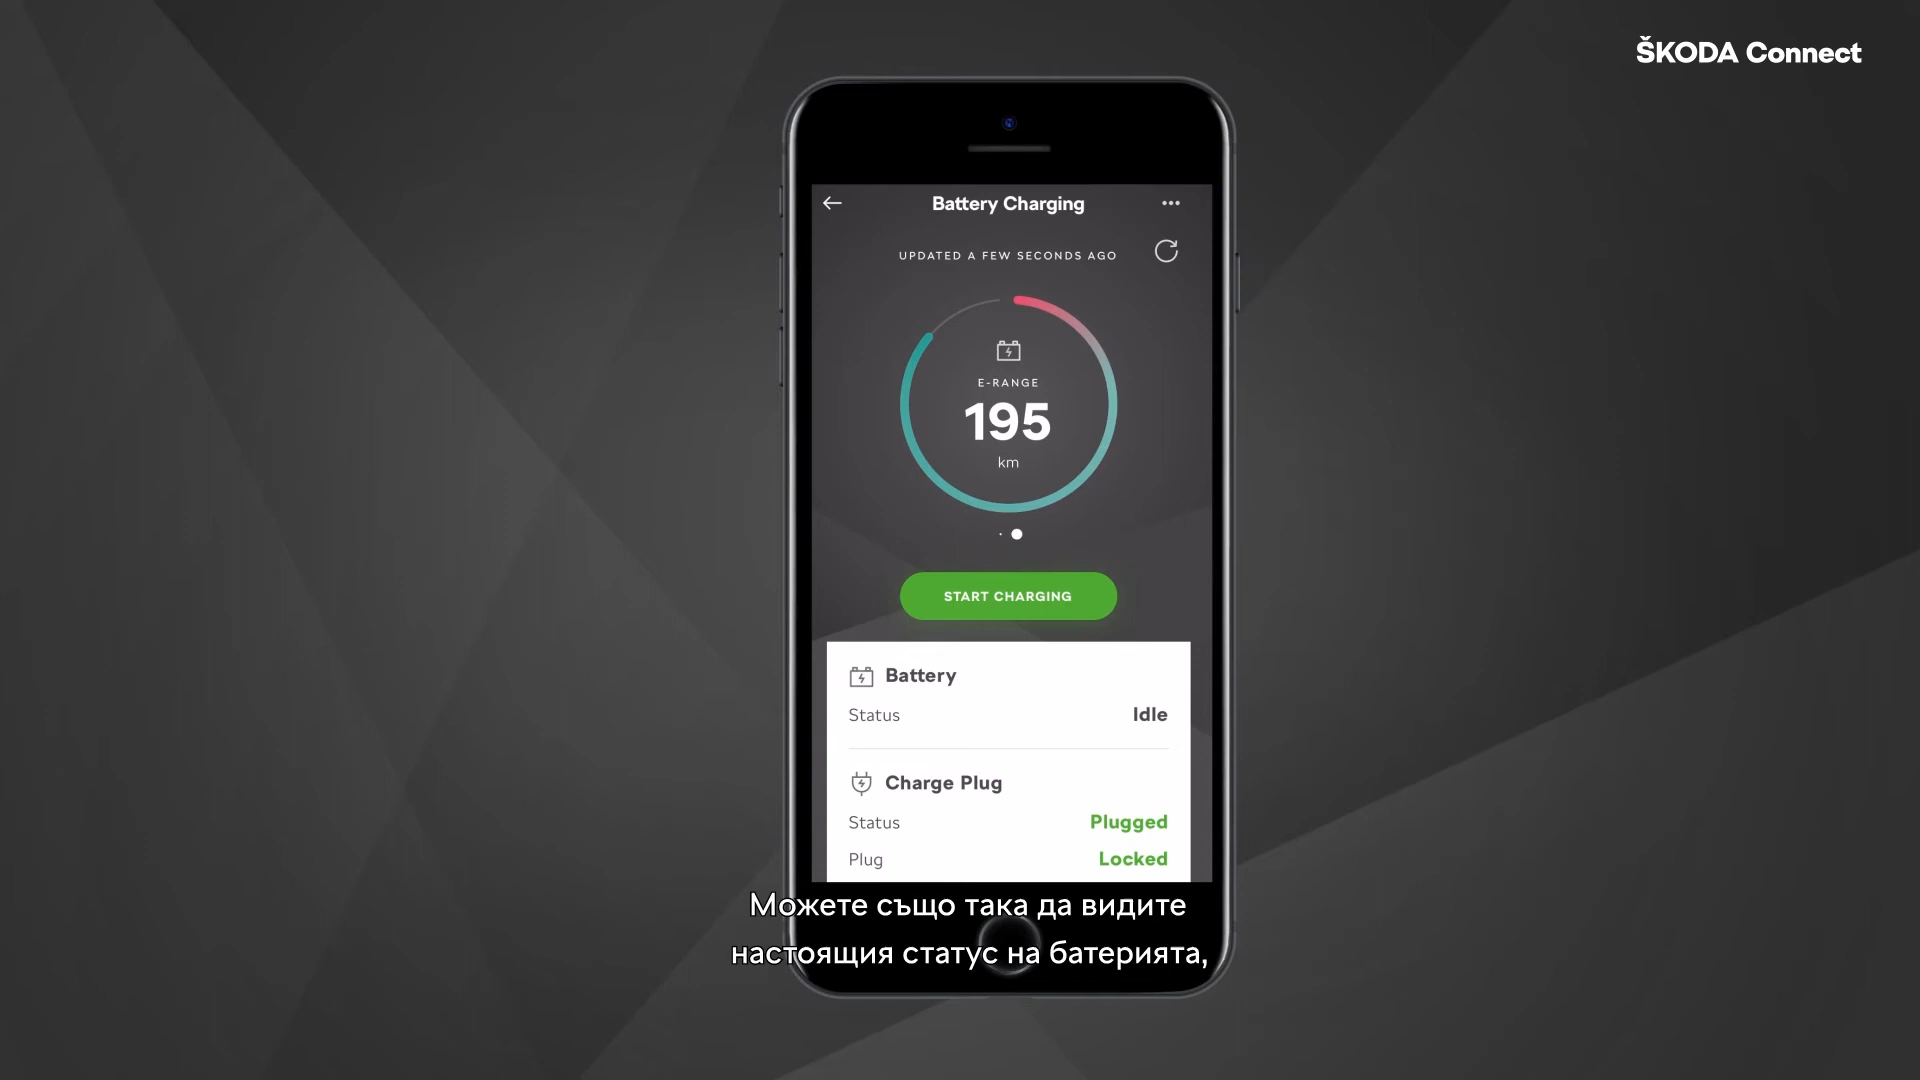 ŠKODA Connect
Battery Charging
UPDATED A FEW SECONDS AGO
E-RANGE
195
km
START CHARGING
Battery
Status Idle
Charge Plug
Status Plugged
Plug Locked
Можете също така да видите
настоящия статус на батерията,